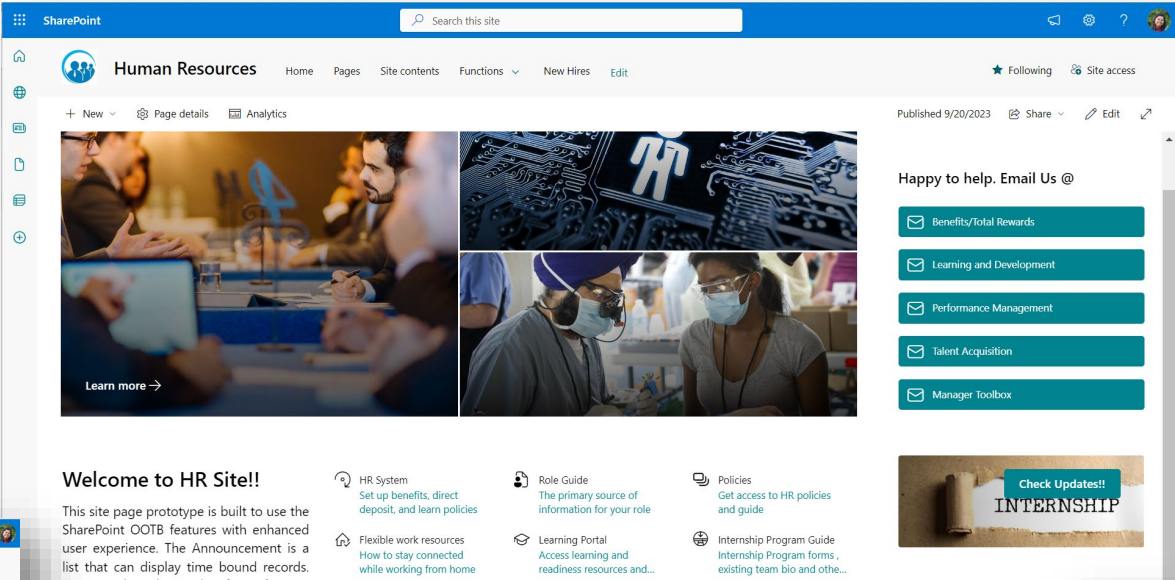 SharePoint
Search this site
?
Human Resources
Home
Pages
Site contents
Functions
New Hires
Edit
Following
Site access
+ New
Page details
Analytics
Published 9/20/2023
Share
Edit
Learn more →
Happy to help. Email Us @
Benefits/Total Rewards
Learning and Development
Performance Management
Talent Acquisition
Manager Toolbox
Welcome to HR Site!!
This site page prototype is built to use the
SharePoint OOTB features with enhanced
user experience. The Announcement is a
list that can display time bound records.
HR System
Set up benefits, direct
deposit, and learn policies
Role Guide
The primary source of
information for your role
Policies
Get access to HR policies
and guide
Flexible work resources
How to stay connected
while working from home
Learning Portal
Access learning and
readiness resources and...
Internship Program Guide
Internship Program forms ,
existing team bio and othe...
Check Updates!!
INTERNSHIP